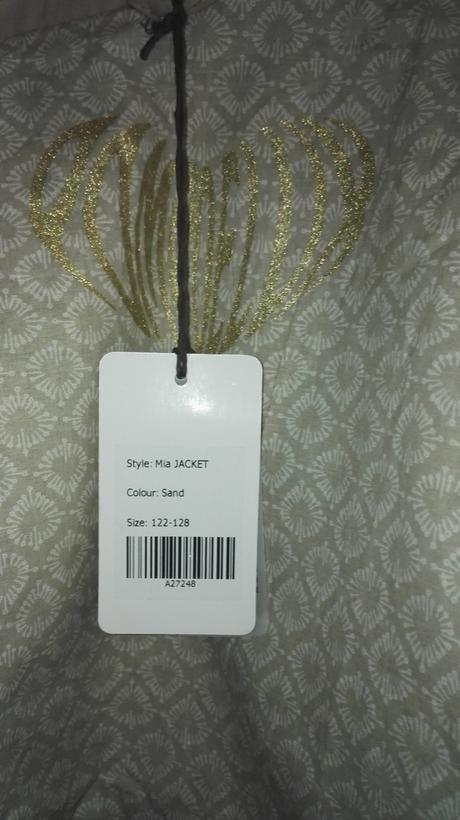 Style: Mia JACKET
Colour: Sand
Size: 122-128
A27248